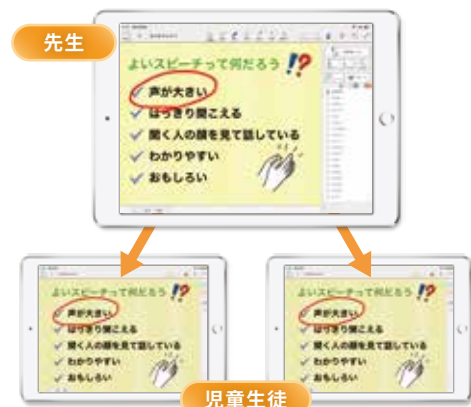 先生
よいスピーチって何だろう !?
声が大きい
はっきり聞こえる
聞く人の顔を見て話している
わかりやすい
おもしろい
よいスピーチって何だろう !?
声が大きい
はっきり聞こえる
聞く人の顔を見て話している
わかりやすい
おもしろい
よいスピーチって何だろう !?
声が大きい
はっきり聞こえる
聞く人の顔を見て話している
わかりやすい
おもしろい
児童生徒